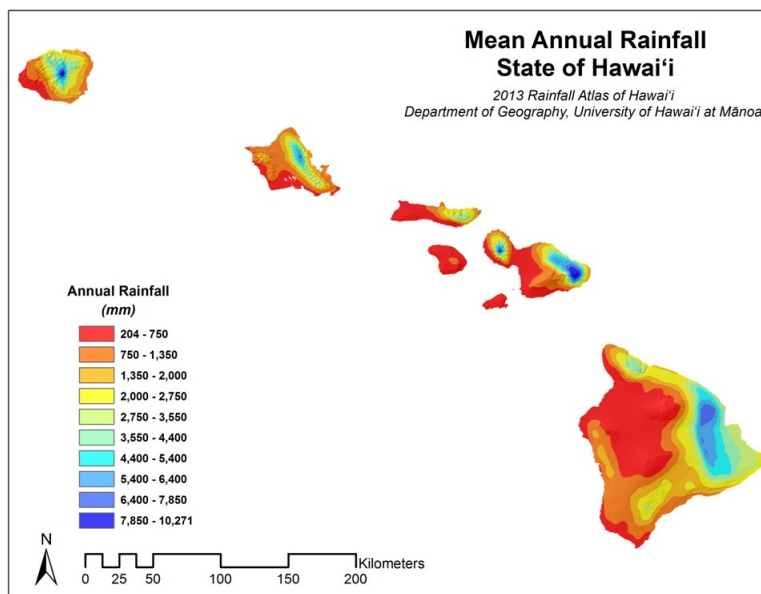 Mean Annual Rainfall
State of Hawai‘i
2013 Rainfall Atlas of Hawai‘i
Department of Geography, University of Hawai‘i at Mānoa
Annual Rainfall
(mm)
204 - 750
750 - 1,350
1,350 - 2,000
2,000 - 2,750
2,750 - 3,550
3,550 - 4,400
4,400 - 5,400
5,400 - 6,400
6,400 - 7,850
7,850 - 10,271
N
Kilometers
0 25 50 100 150 200